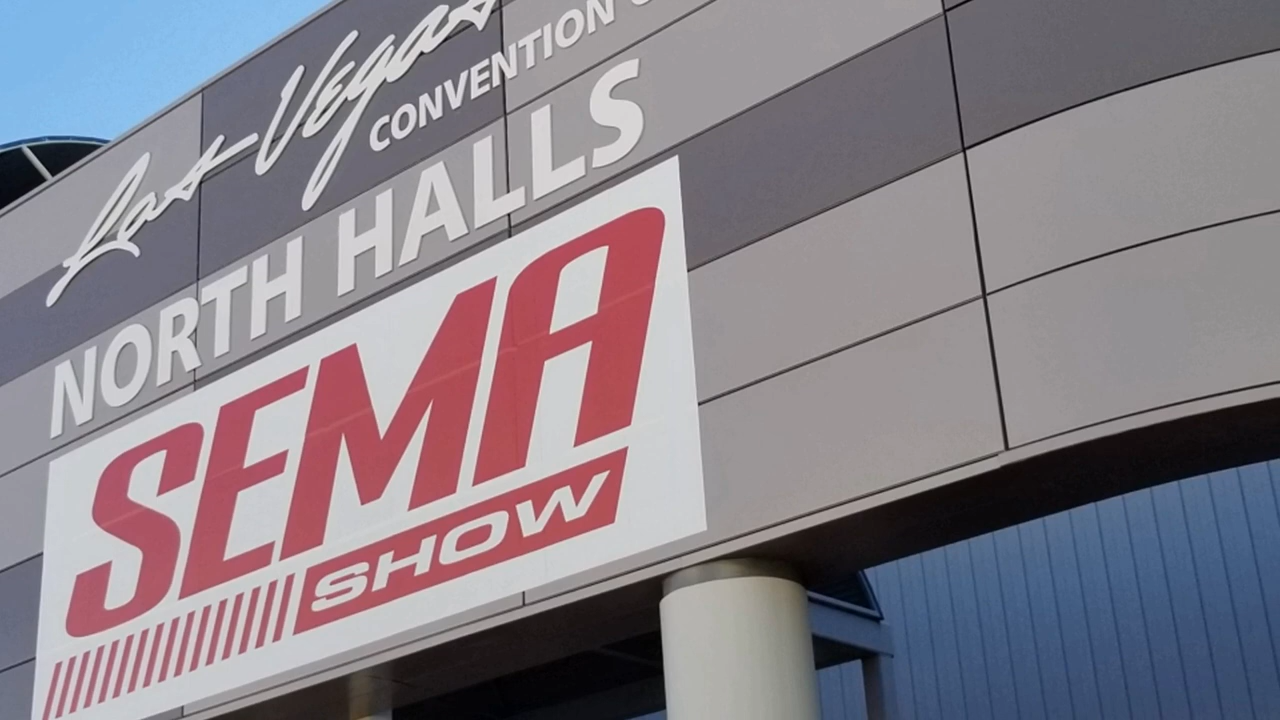 Las Vegas
CONVENTION
NORTH HALLS
SEMA
SHOW